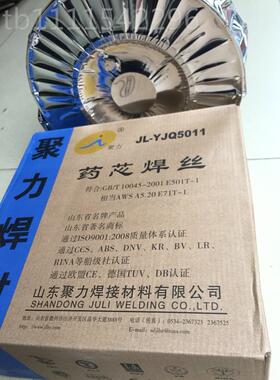 tb1111542296
聚力
JL-YJQ5011
聚力焊材
药芯焊丝
符合:GB/T 10045-2001 E501T-1
相当AWS A5.20 E71T-1
山东省名牌产品
山东省著名商标
通过ISO9001:2008质量体系认证
通过CCS、ABS、DNV、KR、BV、LR、
RINA等船级社认证
通过欧盟CE、德国TUV、DB认证
山东聚力焊接材料有限公司
SHANDONG JULI WELDING CO.,LTD.